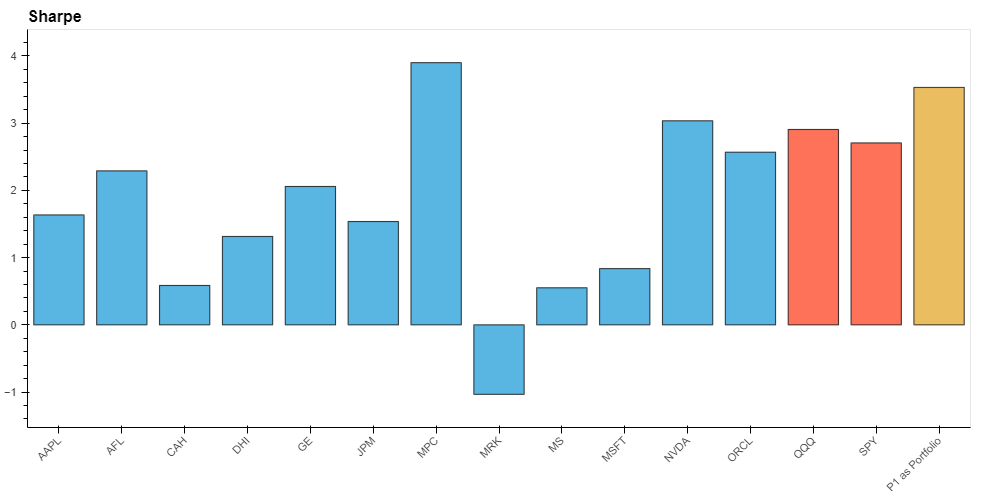 Sharpe
4
3
2
1
0
−1
AAPL
AFL
CAH
DHI
GE
JPM
MPC
MRK
MS
MSFT
NVDA
ORCL
QQQ
SPY
P1 as Portfolio